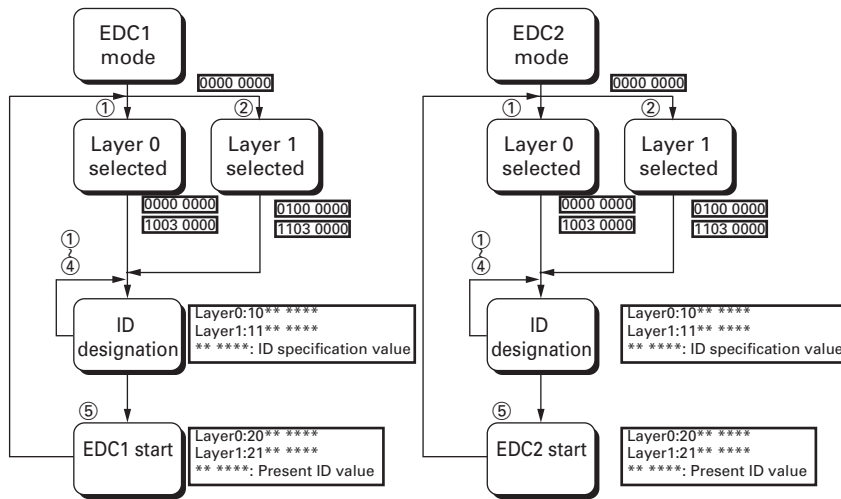 EDC1
mode
0000 0000
①
②
Layer 0
selected
Layer 1
selected
0000 0000
1003 0000
0100 0000
1103 0000
①
~
④
ID
designation
Layer0:10** ****
Layer1:11** ****
** ****: ID specification value
⑤
EDC1 start
Layer0:20** ****
Layer1:21** ****
** ****: Present ID value
EDC2
mode
0000 0000
①
②
Layer 0
selected
Layer 1
selected
0000 0000
1003 0000
0100 0000
1103 0000
①
~
④
ID
designation
Layer0:10** ****
Layer1:11** ****
** ****: ID specification value
⑤
EDC2 start
Layer0:20** ****
Layer1:21** ****
** ****: Present ID value